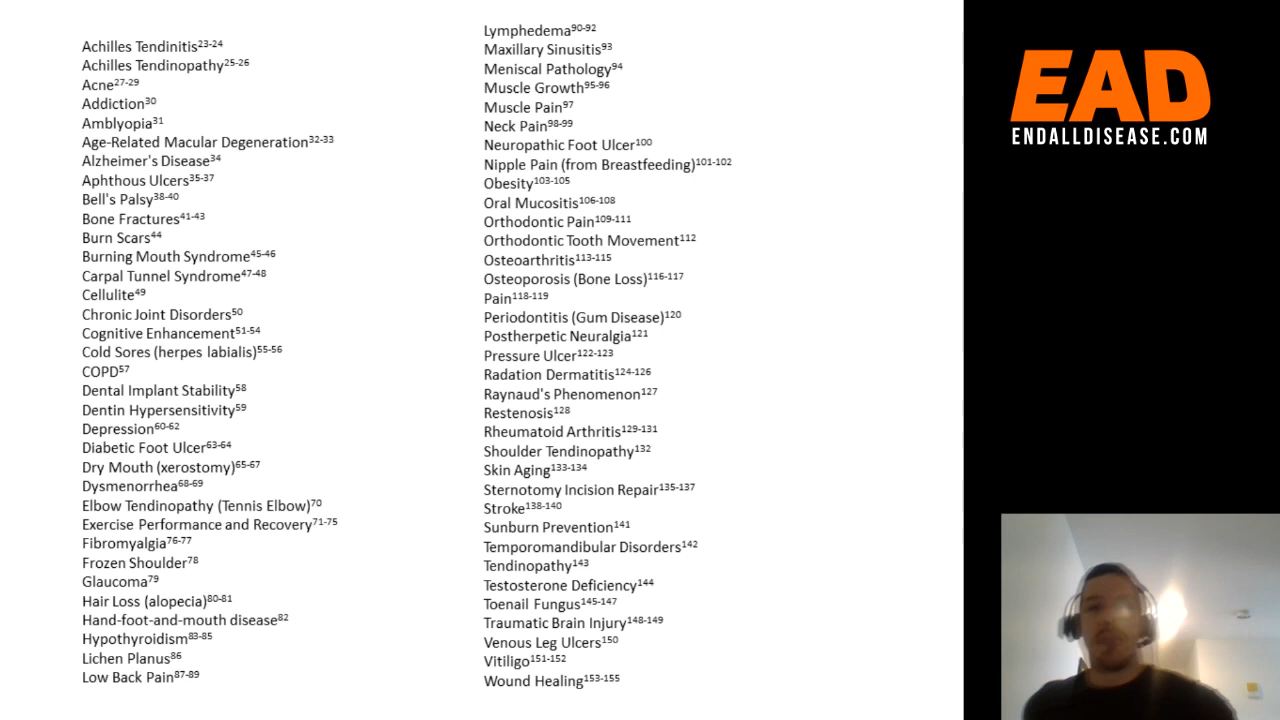 Achilles Tendinitis23-24
Achilles Tendinopathy25-26
Acne27-29
Addiction30
Amblyopia31
Age-Related Macular Degeneration32-33
Alzheimer's Disease34
Aphthous Ulcers35-37
Bell's Palsy38-40
Bone Fractures41-43
Burn Scars44
Burning Mouth Syndrome45-46
Carpal Tunnel Syndrome47-48
Cellulite49
Chronic Joint Disorders50
Cognitive Enhancement51-54
Cold Sores (herpes labialis)55-56
COPD57
Dental Implant Stability58
Dentin Hypersensitivity59
Depression60-62
Diabetic Foot Ulcer63-64
Dry Mouth (xerostomy)65-67
Dysmenorrhea68-69
Elbow Tendinopathy (Tennis Elbow)70
Exercise Performance and Recovery71-75
Fibromyalgia76-77
Frozen Shoulder78
Glaucoma79
Hair Loss (alopecia)80-81
Hand-foot-and-mouth disease82
Hypothyroidism83-85
Lichen Planus86
Low Back Pain87-89
Lymphedema90-92
Maxillary Sinusitis93
Meniscal Pathology94
Muscle Growth95-96
Muscle Pain97
Neck Pain98-99
Neuropathic Foot Ulcer100
Nipple Pain (from Breastfeeding)101-102
Obesity103-105
Oral Mucositis106-108
Orthodontic Pain109-111
Orthodontic Tooth Movement112
Osteoarthritis113-115
Osteoporosis (Bone Loss)116-117
Pain118-119
Periodontitis (Gum Disease)120
Postherpetic Neuralgia121
Pressure Ulcer122-123
Radation Dermatitis124-126
Raynaud's Phenomenon127
Restenosis128
Rheumatoid Arthritis129-131
Shoulder Tendinopathy132
Skin Aging133-134
Sternotomy Incision Repair135-137
Stroke138-140
Sunburn Prevention141
Temporomandibular Disorders142
Tendinopathy143
Testosterone Deficiency144
Toenail Fungus145-147
Traumatic Brain Injury148-149
Venous Leg Ulcers150
Vitiligo151-152
Wound Healing153-155
EAD
ENDALLDISEASE.COM